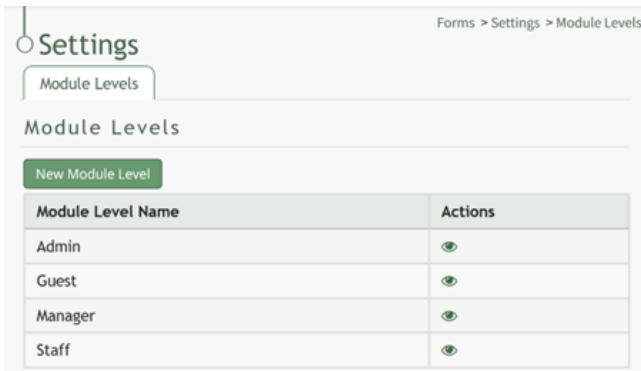 Forms > Settings > Module Levels
Settings
Module Levels
Module Levels
New Module Level
Module Level Name Actions
Admin
Guest
Manager
Staff